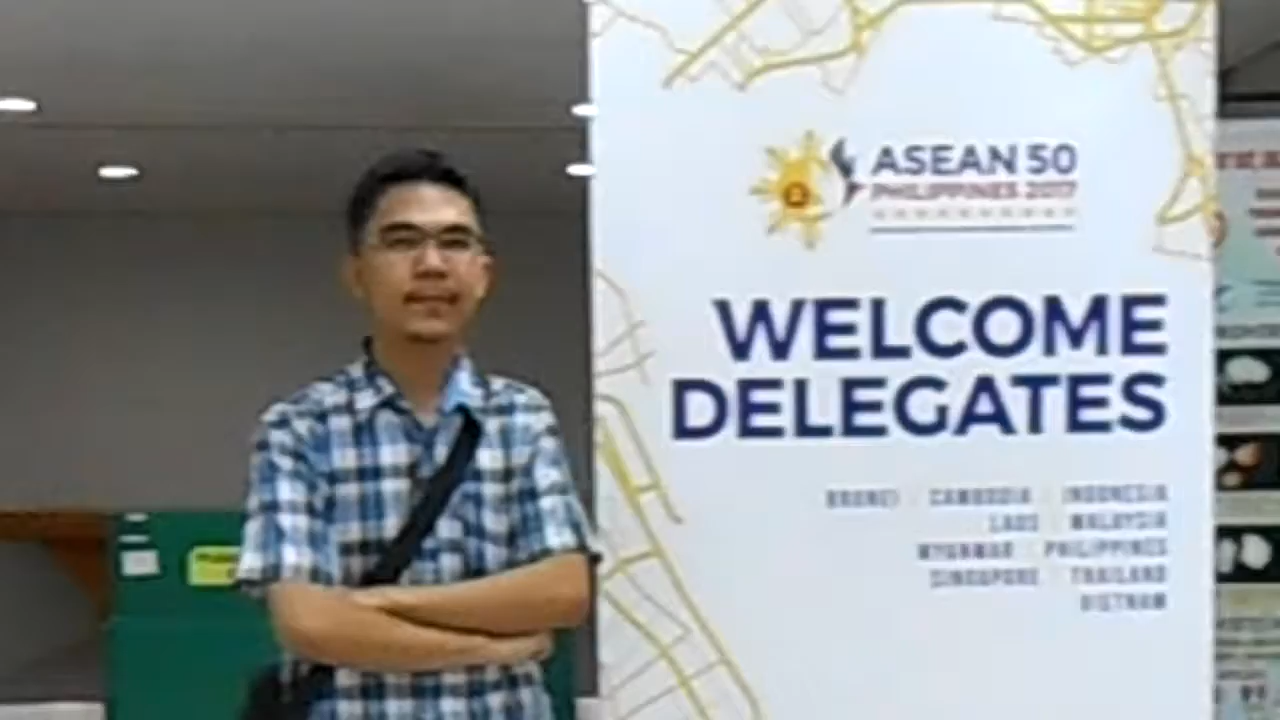 ASEAN 50
PHILIPPINES 2017
WELCOME
DELEGATES
BRUNEI CAMBODIA INDONESIA
LAOS MALAYSIA
MYANMAR PHILIPPINES
SINGAPORE THAILAND
VIETNAM